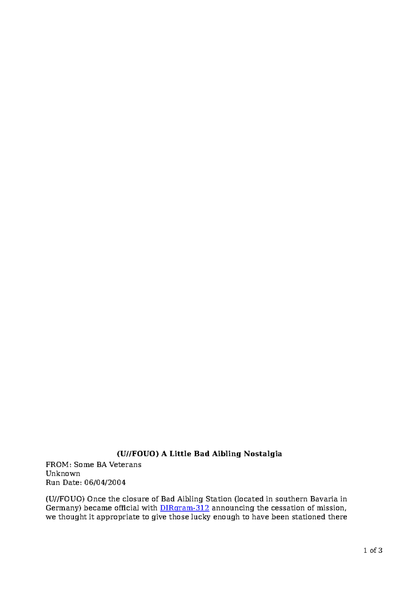 (U//FOUO) A Little Bad Aibling Nostalgia
FROM: Some BA Veterans
Unknown
Run Date: 06/04/2004
(U//FOUO) Once the closure of Bad Aibling Station (located in southern Bavaria in
Germany) became official with DIRgram-312 announcing the cessation of mission,
we thought it appropriate to give those lucky enough to have been stationed there
1 of 3